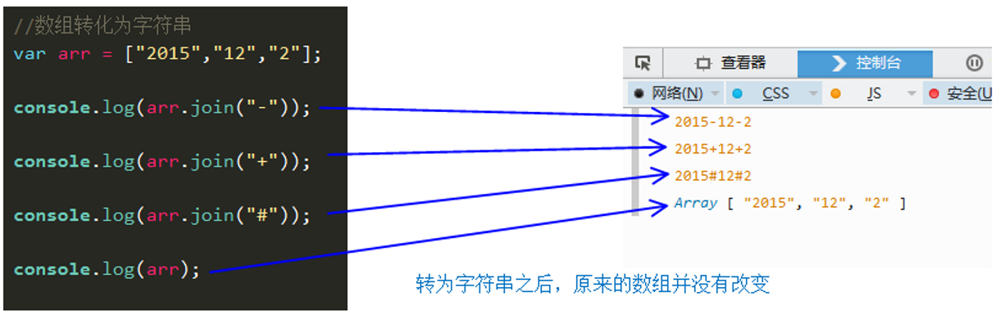 //数组转化为字符串
var arr = ["2015","12","2"];
console.log(arr.join("-"));
console.log(arr.join("+"));
console.log(arr.join("#"));
console.log(arr);
查看器 控制台
网络(N) CSS JS 安全(U
2015-12-2
2015+12+2
2015#12#2
Array [ "2015", "12", "2" ]
转为字符串之后，原来的数组并没有改变